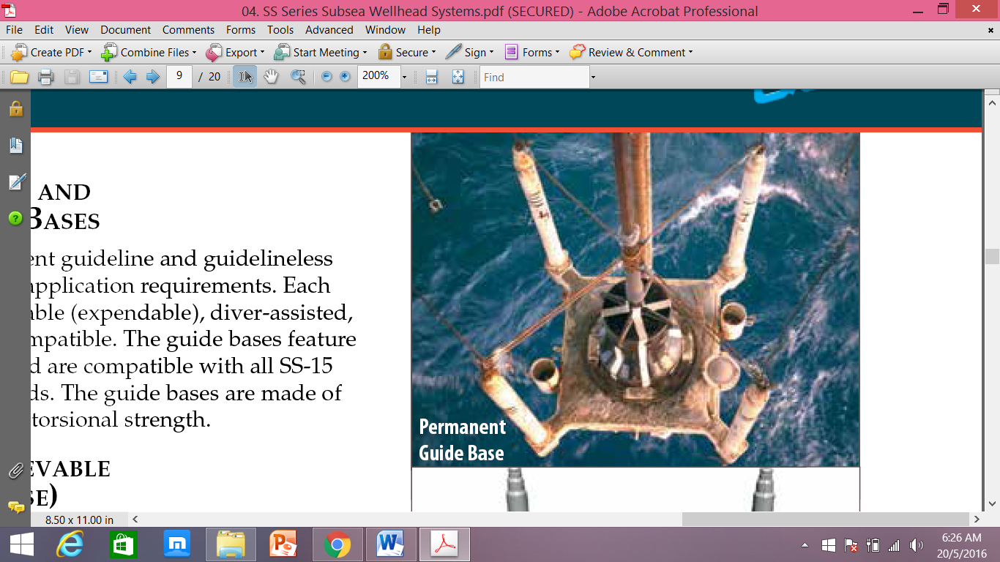 04. SS Series Subsea Wellhead Systems.pdf (SECURED) - Adobe Acrobat Professional
File Edit View Document Comments Forms Tools Advanced Window Help
Create PDF Combine Files Export Start Meeting Secure Sign Forms Review & Comment
9 / 20 200% Find
AND
BASES
ent guideline and guidelineless
application requirements. Each
able (expendable), diver-assisted,
mpatible. The guide bases feature
d are compatible with all SS-15
ds. The guide bases are made of
torsional strength.
EVABLE
SE)
Permanent
Guide Base
8.50 x 11.00 in
6:26 AM
20/5/2016